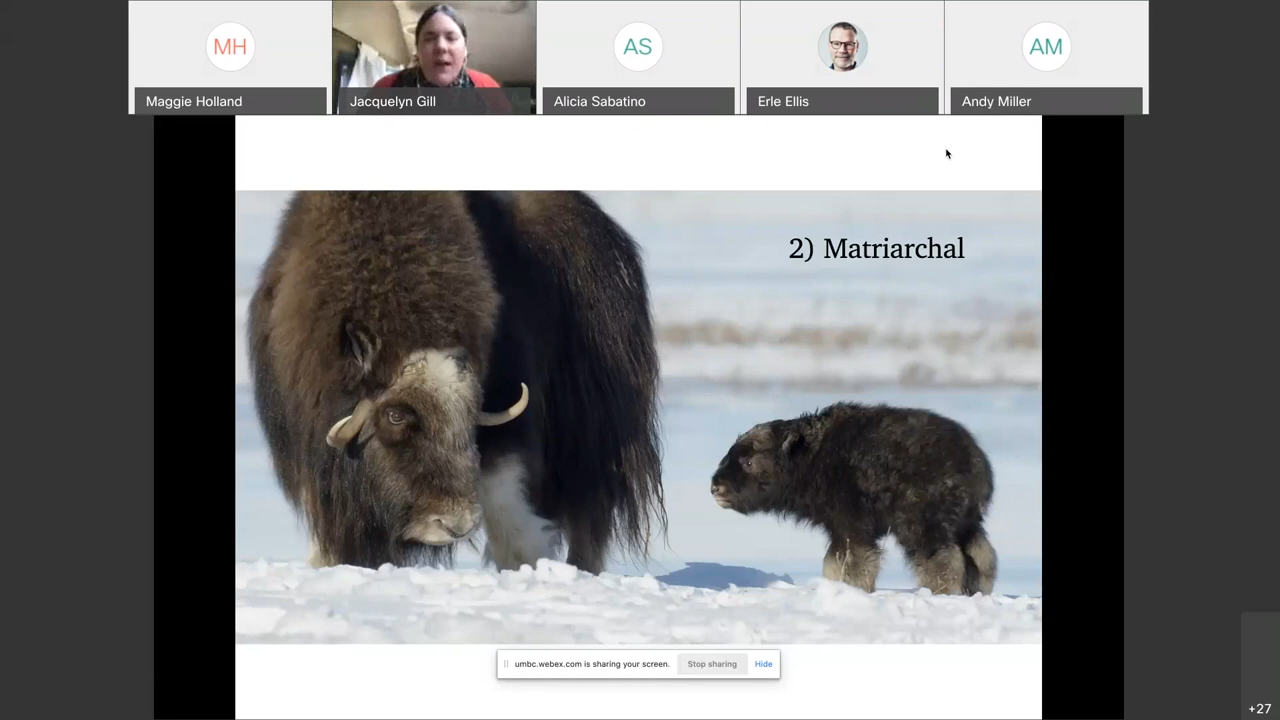 MH
Maggie Holland
Jacquelyn Gill
AS
Alicia Sabatino
Erle Ellis
AM
Andy Miller
2) Matriarchal
umbc.webex.com is sharing your screen.
Stop sharing
Hide
+27